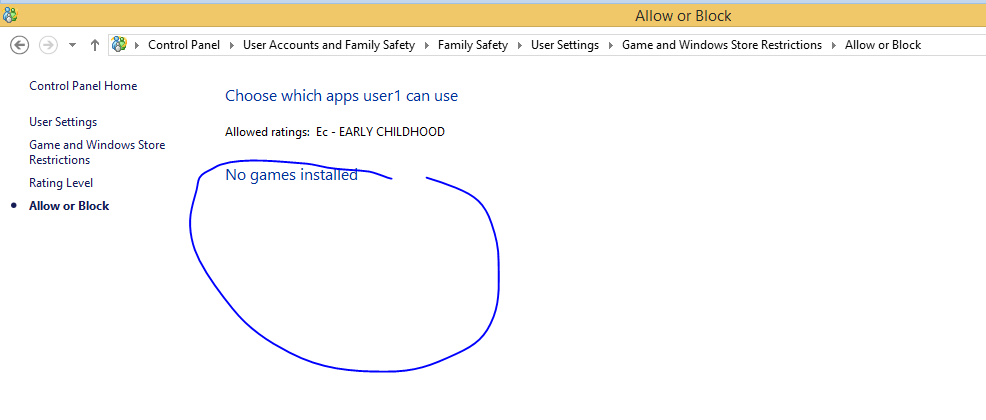 Allow or Block
Control Panel User Accounts and Family Safety Family Safety User Settings Game and Windows Store Restrictions Allow or Block
Control Panel Home
User Settings
Game and Windows Store
Restrictions
Rating Level
Allow or Block
Choose which apps user1 can use
Allowed ratings: Ec - EARLY CHILDHOOD
No games installed